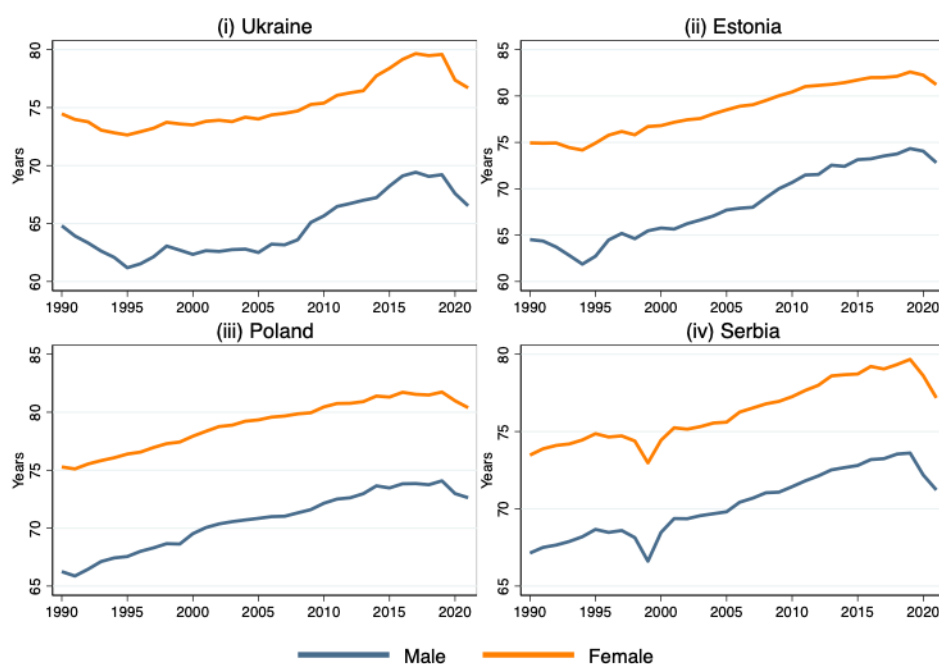 (i) Ukraine
Years
60 65 70 75 80
1990 1995 2000 2005 2010 2015 2020
(ii) Estonia
Years
60 65 70 75 80 85
1990 1995 2000 2005 2010 2015 2020
(iii) Poland
Years
65 70 75 80 85
1990 1995 2000 2005 2010 2015 2020
(iv) Serbia
Years
65 70 75 80
1990 1995 2000 2005 2010 2015 2020
Male Female